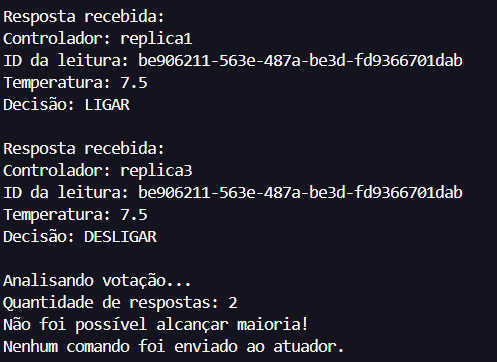 Resposta recebida:
Controlador: replica1
ID da leitura: be906211-563e-487a-be3d-fd9366701dab
Temperatura: 7.5
Decisão: LIGAR
Resposta recebida:
Controlador: replica3
ID da leitura: be906211-563e-487a-be3d-fd9366701dab
Temperatura: 7.5
Decisão: DESLIGAR
Analisando votação...
Quantidade de respostas: 2
Não foi possível alcançar maioria!
Nenhum comando foi enviado ao atuador.